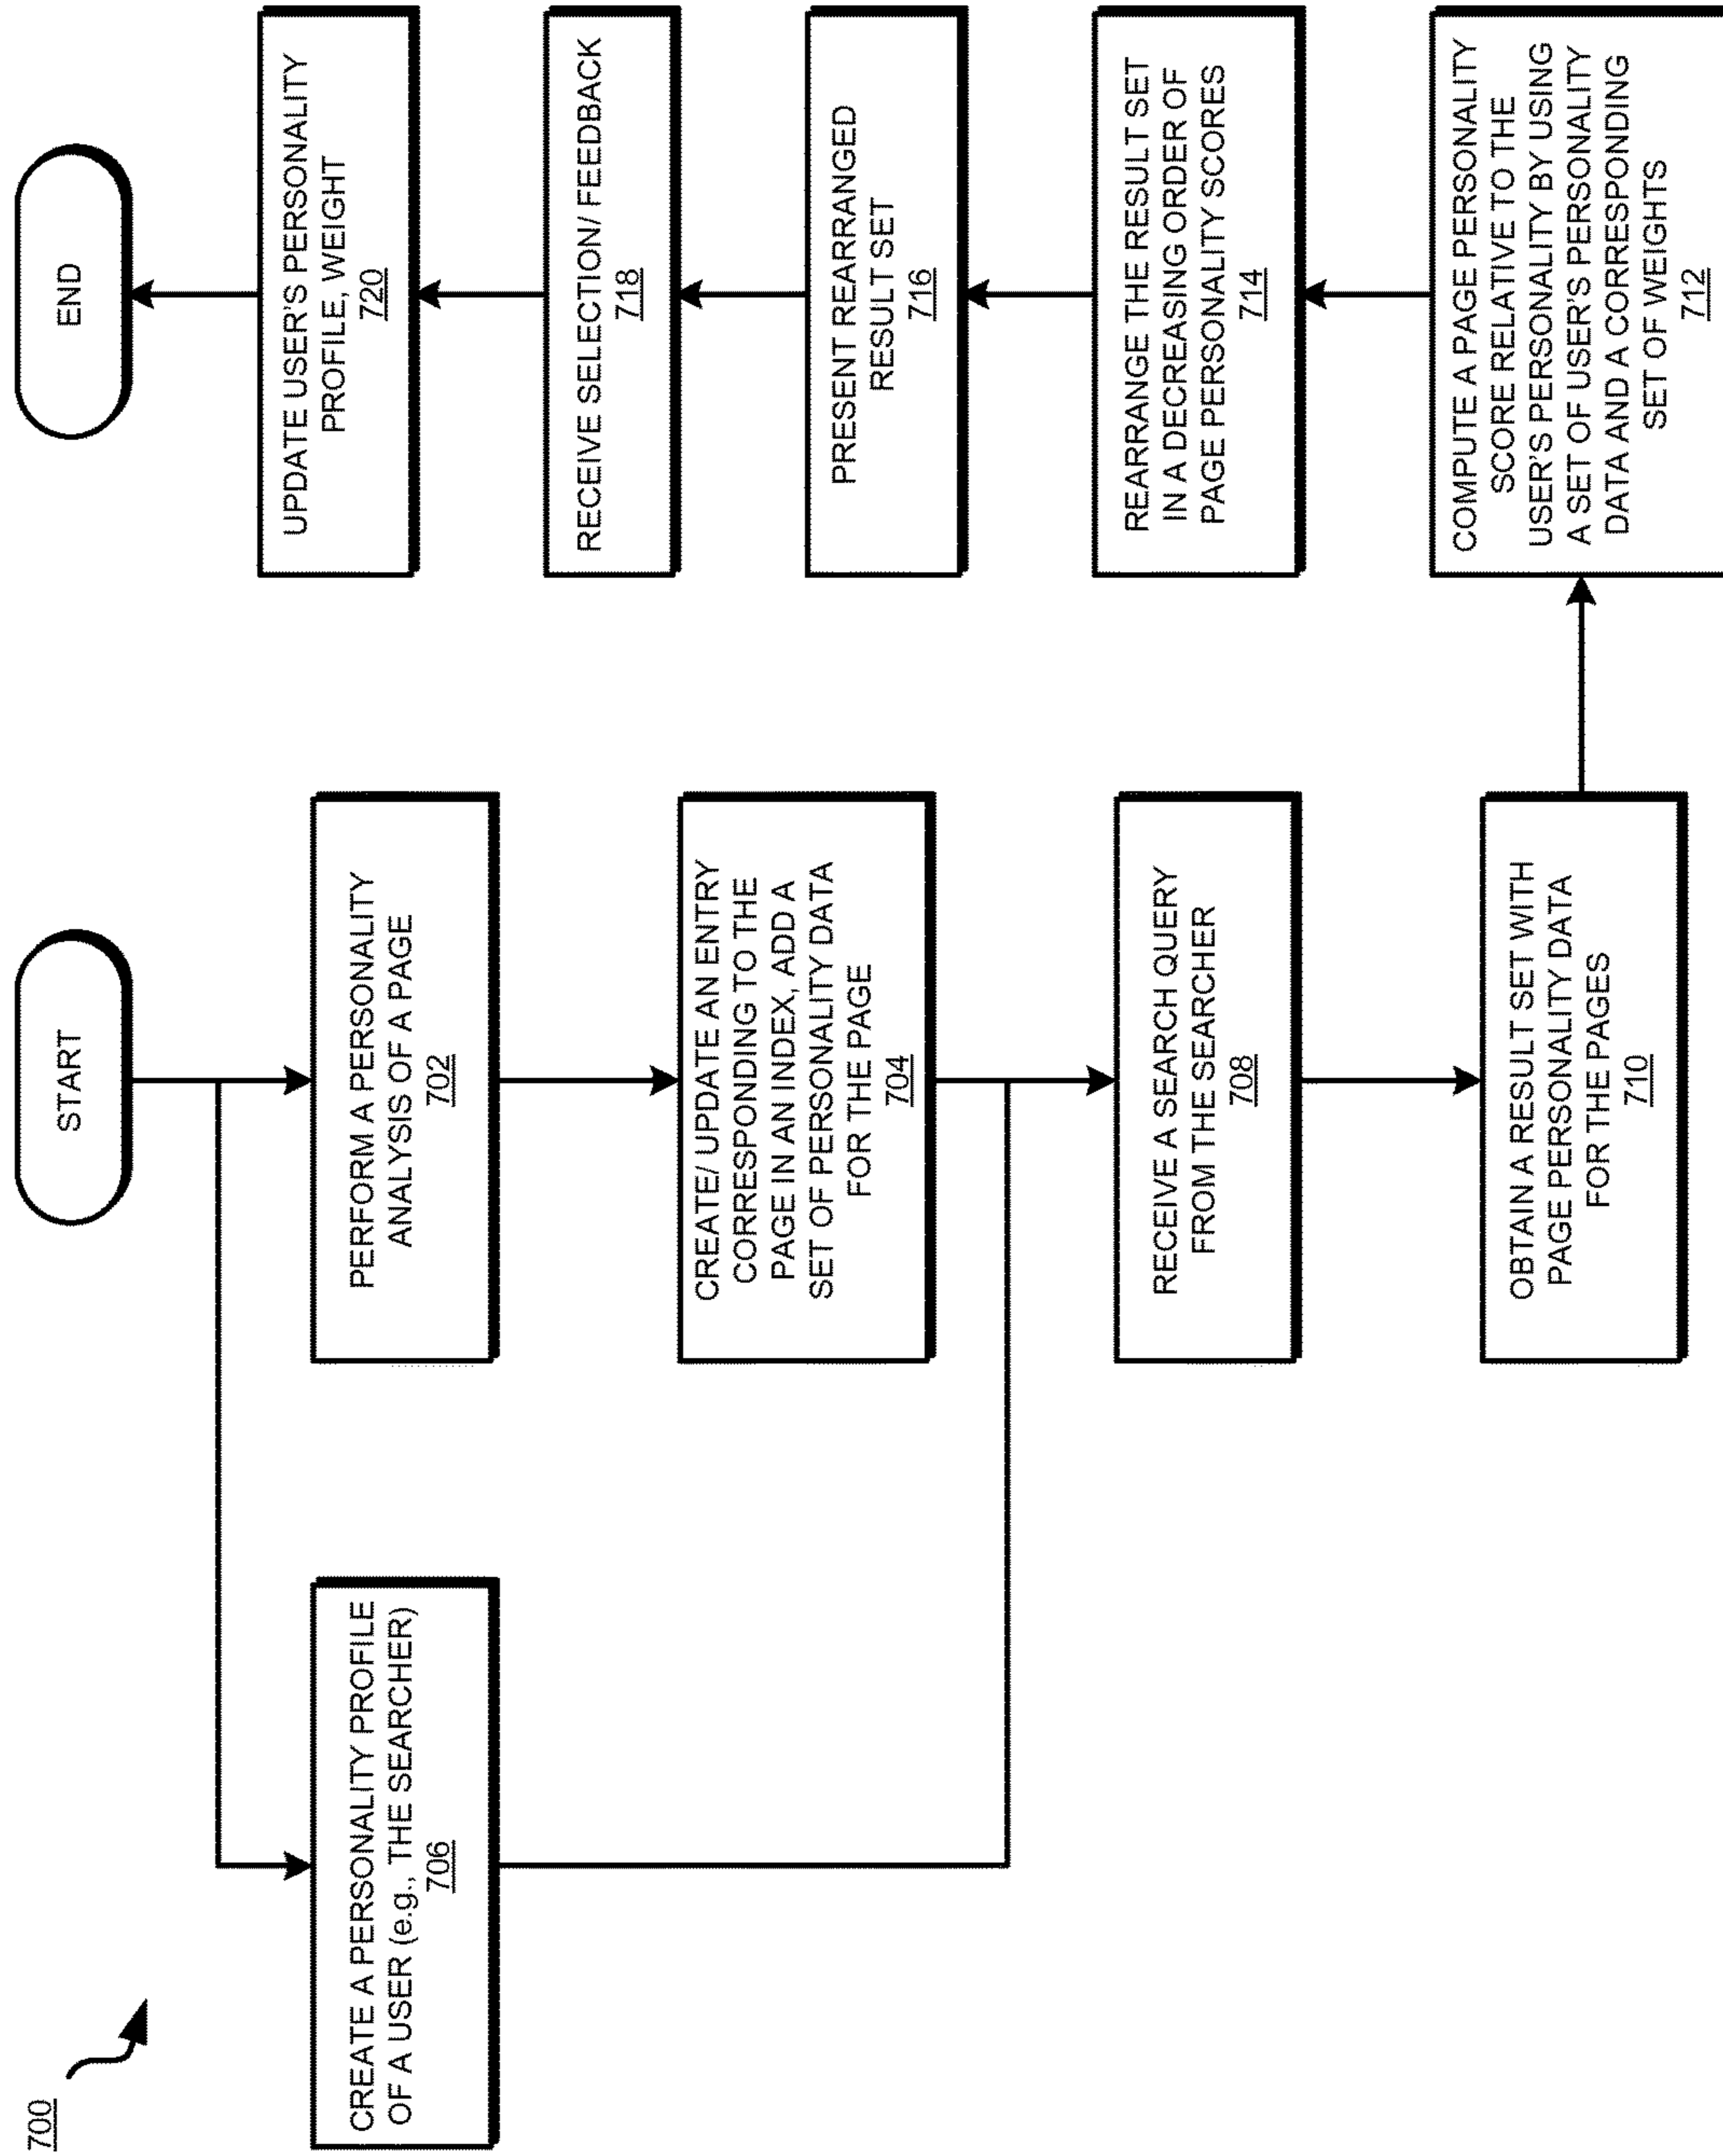 700
START
CREATE A PERSONALITY PROFILE
OF A USER (e.g., THE SEARCHER)
706
PERFORM A PERSONALITY
ANALYSIS OF A PAGE
702
CREATE/ UPDATE AN ENTRY
CORRESPONDING TO THE
PAGE IN AN INDEX, ADD A
SET OF PERSONALITY DATA
FOR THE PAGE
704
RECEIVE A SEARCH QUERY
FROM THE SEARCHER
708
OBTAIN A RESULT SET WITH
PAGE PERSONALITY DATA
FOR THE PAGES
710
COMPUTE A PAGE PERSONALITY
SCORE RELATIVE TO THE
USER'S PERSONALITY BY USING
A SET OF USER'S PERSONALITY
DATA AND A CORRESPONDING
SET OF WEIGHTS
712
REARRANGE THE RESULT SET
IN A DECREASING ORDER OF
PAGE PERSONALITY SCORES
714
PRESENT REARRANGED
RESULT SET
716
RECEIVE SELECTION/ FEEDBACK
718
UPDATE USER'S PERSONALITY
PROFILE, WEIGHT
720
END